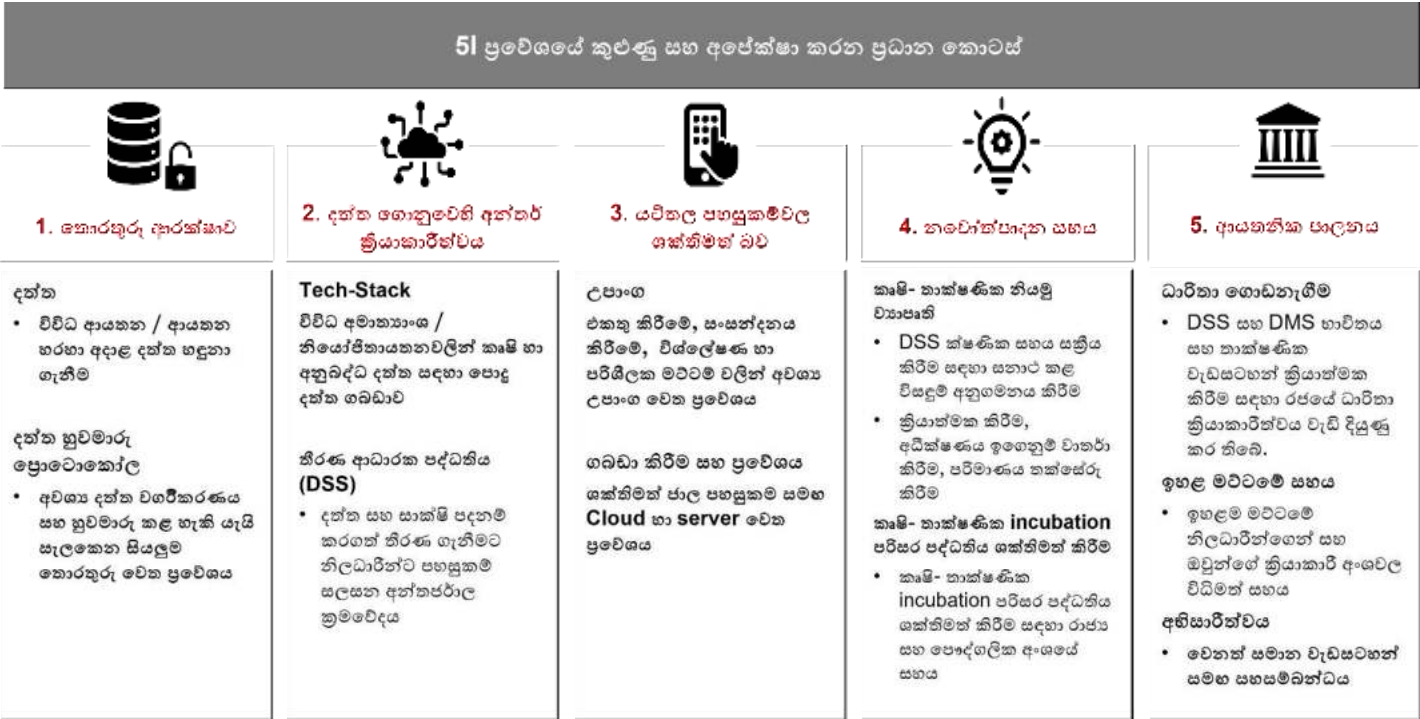 5I ප්‍රවේශයේ කුළුණු සහ අපේක්ෂා කරන ප්‍රධාන කොටස්
1. තොරතුරු ආරක්ෂාව
දත්ත
• විවිධ ආයතන / ආයතන
හරහා අදාළ දත්ත හඳුනා
ගැනීම
දත්ත හුවමාරු
ප්‍රොටොකෝල
• අවශ්‍ය දත්ත වගරීකරණය
සහ හුවමාරු කළ හැකි යැයි
සැලකෙන සියලුම
තොරතුරු වෙත ප්‍රවේශය
2. දත්ත ගොනුවෙහි අන්තර්
ක්‍රියාකාරීත්වය
Tech-Stack
විවිධ අමාත්‍යාංශ /
නියෝජිතායතනවලින් කෘෂි හා
අනුබද්ධ දත්ත සඳහා පොදු
දත්ත ගබඩාව
තීරණ ආධාරක පද්ධතිය
(DSS)
• දත්ත සහ සාක්ෂි පදනම්
කරගත් තීරණ ගැනීමට
නිලධාරීන්ට පහසුකම්
සලසන අන්තර්ජාල
ක්‍රමවේදය
3. යටිතල පහසුකම්වල
ශක්තිමත් බව
උපාංග
එකතු කිරීමේ, සංසන්දනය
කිරීමේ, විශ්ලේෂණ හා
පරිශීලක මට්ටම් වලින් අවශ්‍ය
උපාංග වෙත ප්‍රවේශය
ගබඩා කිරීම සහ ප්‍රවේශය
ශක්තිමත් ජාල පහසුකම සමඟ
Cloud හා server වෙත
ප්‍රවේශය
4. නවෝත්පාදන සහය
කෘෂි- තාක්ෂණික නියමු
ව්‍යාපෘති
• DSS ක්ෂණික සහය සක්‍රීය
කිරීම සඳහා සනාථ කළ
විසඳුම් අනුගමනය කිරීම
• ක්‍රියාත්මක කිරීම,
අධීක්ෂණය ඉගෙනුම් වාර්තා
කිරීම, පරිමාණය තක්සේරු
කිරීම
කෘෂි- තාක්ෂණික incubation
පරිසර පද්ධතිය ශක්තිමත් කිරීම
• කෘෂි- තාක්ෂණික
incubation පරිසර පද්ධතිය
ශක්තිමත් කිරීම සඳහා රාජ්‍ය
සහ පෞද්ගලික අංශයේ
සහය
5. ආයතනික පාලනය
ධාරිතා ගොඩනැගීම
• DSS සහ DMS භාවිතය
සහ තාක්ෂණික
වැඩසටහන් ක්‍රියාත්මක
කිරීම සඳහා රජයේ ධාරිතා
ක්‍රියාකාරීත්වය වැඩි දියුණු
කර තිබේ.
ඉහළ මට්ටමේ සහය
• ඉහළම මට්ටමේ
නිලධාරීන්ගෙන් සහ
ඔවුන්ගේ ක්‍රියාකාරී අංශවල
විධිමත් සහය
අභිසාරීත්වය
• වෙනත් සමාන වැඩසටහන්
සමඟ සහසම්බන්ධය